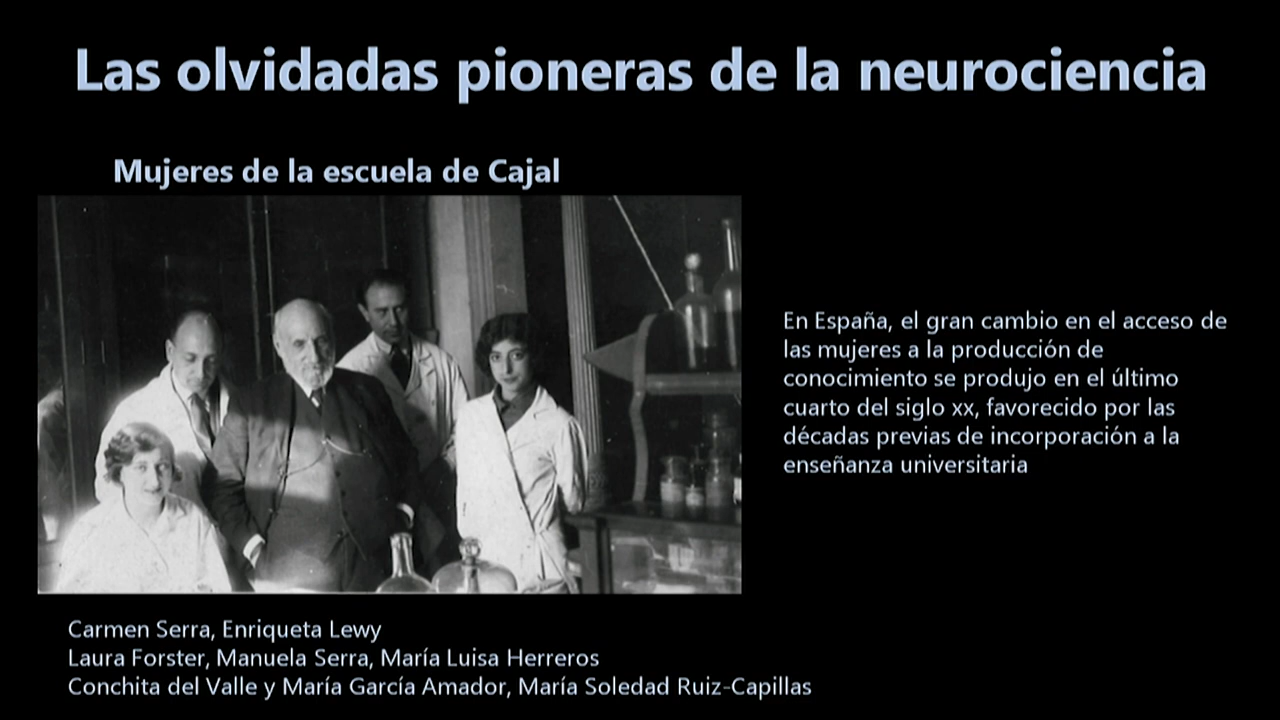 Las olvidadas pioneras de la neurociencia
Mujeres de la escuela de Cajal
En España, el gran cambio en el acceso de
las mujeres a la producción de
conocimiento se produjo en el último
cuarto del siglo xx, favorecido por las
décadas previas de incorporación a la
enseñanza universitaria
Carmen Serra, Enriqueta Lewy
Laura Forster, Manuela Serra, María Luisa Herreros
Conchita del Valle y María García Amador, María Soledad Ruiz-Capillas